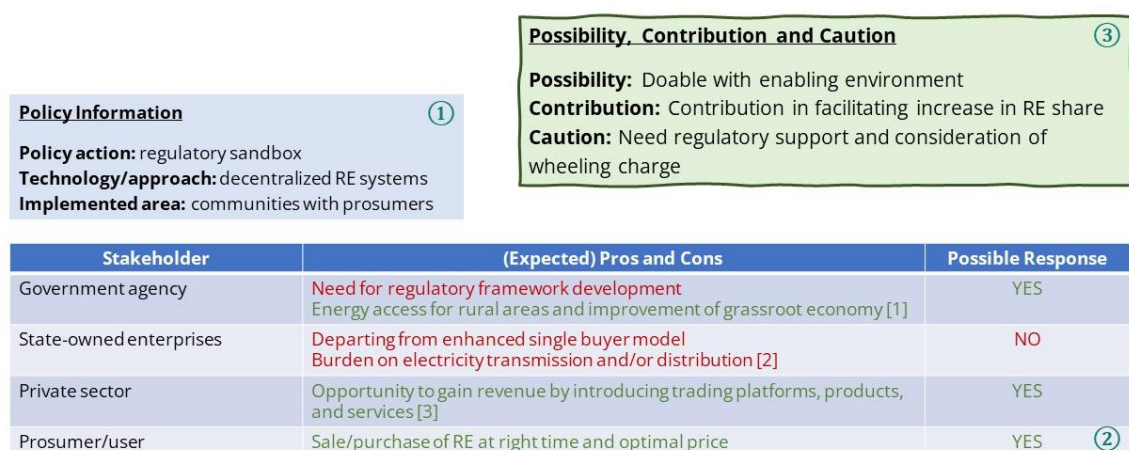 Possibility, Contribution and Caution ③
Possibility: Doable with enabling environment
Contribution: Contribution in facilitating increase in RE share
Caution: Need regulatory support and consideration of
wheeling charge
Policy Information ①
Policy action: regulatory sandbox
Technology/approach: decentralized RE systems
Implemented area: communities with prosumers
Stakeholder (Expected) Pros and Cons Possible Response
Government agency Need for regulatory framework development YES
Energy access for rural areas and improvement of grassroot economy [1]
State-owned enterprises Departing from enhanced single buyer model NO
Burden on electricity transmission and/or distribution [2]
Private sector Opportunity to gain revenue by introducing trading platforms, products, YES
and services [3]
Prosumer/user Sale/purchase of RE at right time and optimal price YES ②